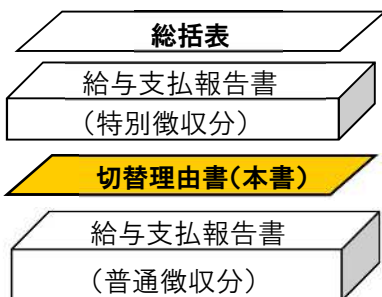 総括表
給与支払報告書
（特別徴収分）
切替理由書（本書）
給与支払報告書
（普通徴収分）